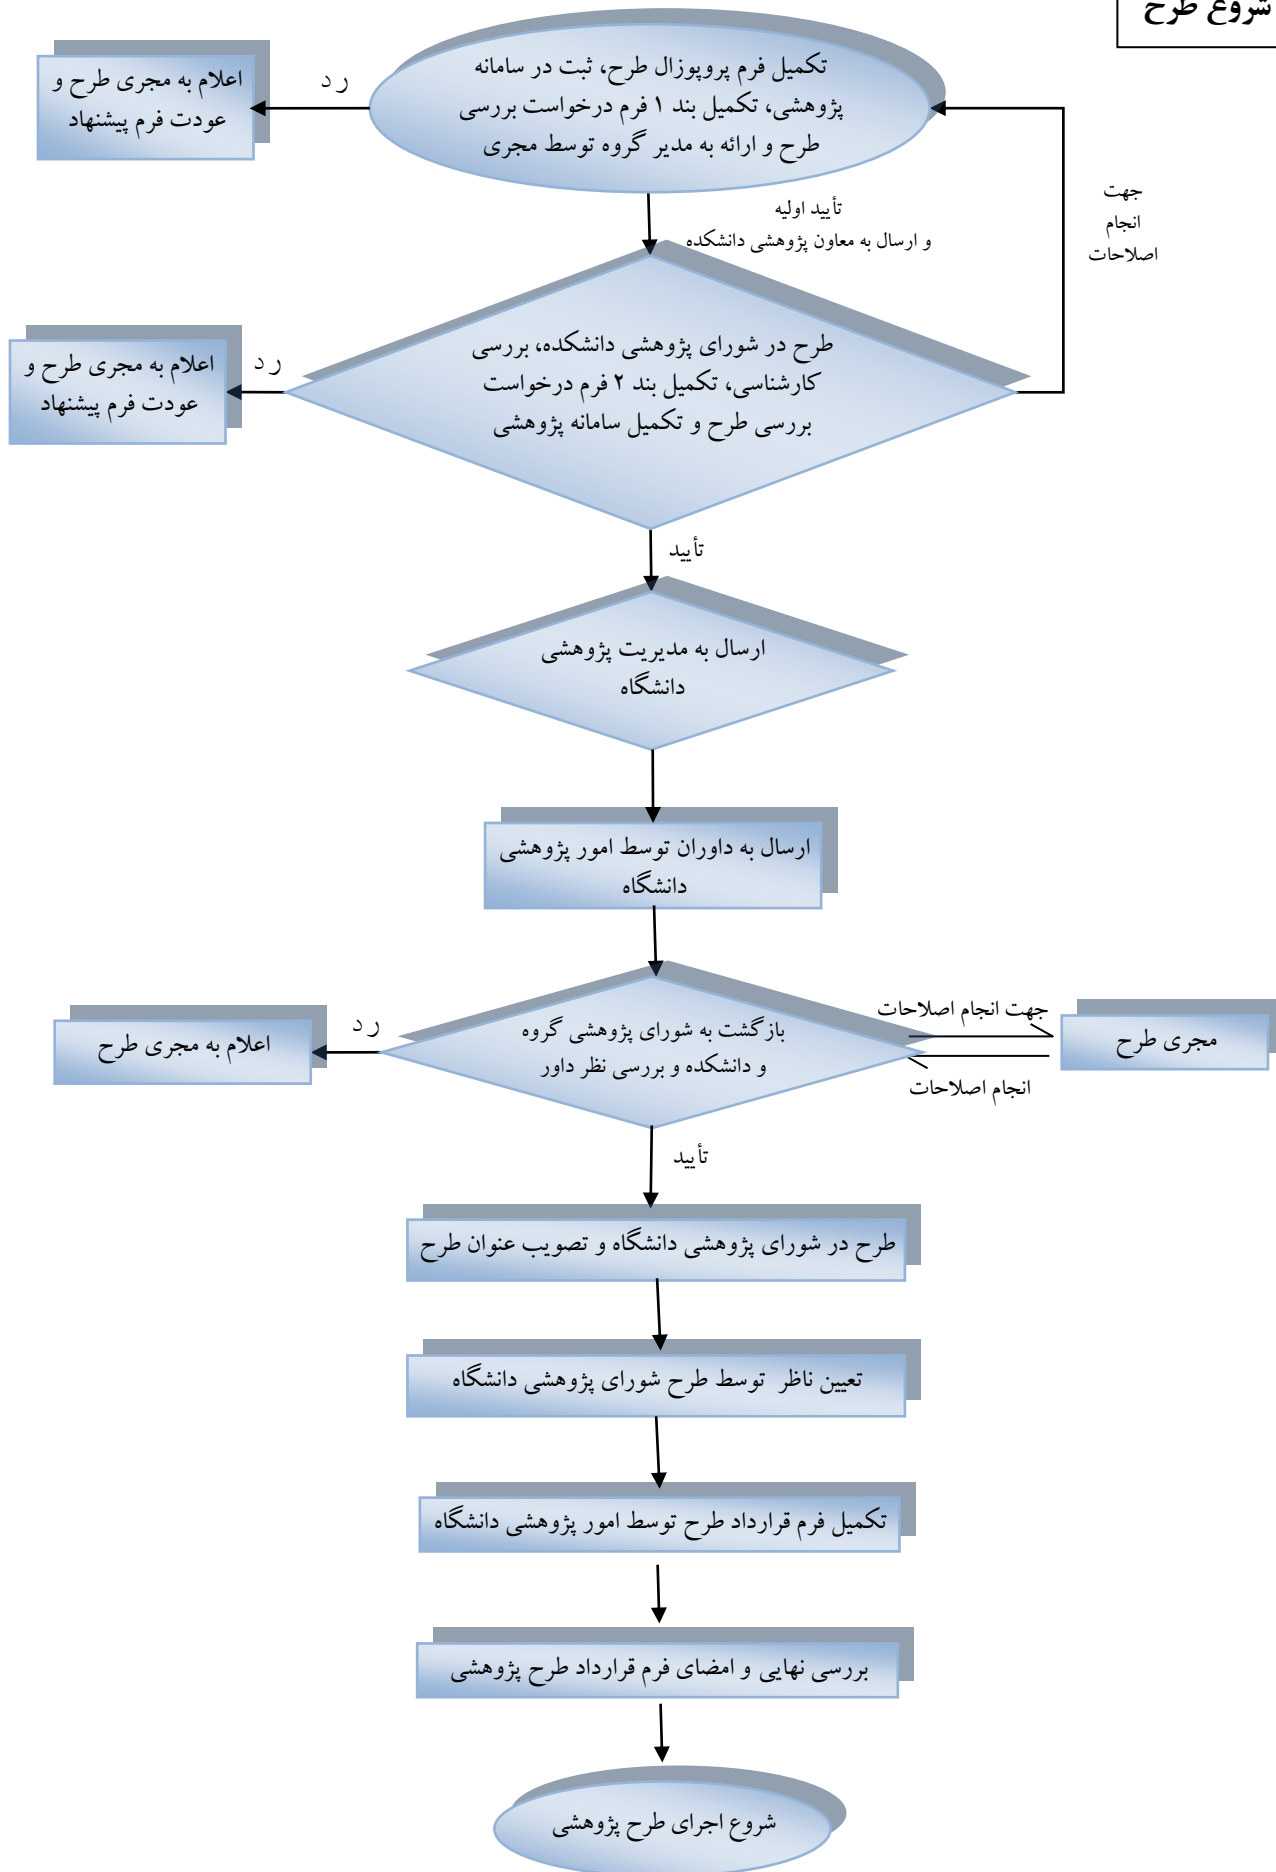 شروع طرح
تکمیل فرم پروپوزال طرح، ثبت در سامانه
پژوهشی، تکمیل بند ۱ فرم درخواست بررسی
طرح و ارائه به مدیر گروه توسط مجری
رد
اعلام به مجری طرح و
عودت فرم پیشنهاد
جهت
انجام
اصلاحات
تأیید اولیه
و ارسال به معاون پژوهشی دانشکده
طرح در شورای پژوهشی دانشکده، بررسی
کارشناسی، تکمیل بند ۲ فرم درخواست
بررسی طرح و تکمیل سامانه پژوهشی
رد
اعلام به مجری طرح و
عودت فرم پیشنهاد
تأیید
ارسال به مدیریت پژوهشی
دانشگاه
ارسال به داوران توسط امور پژوهشی
دانشگاه
مجری طرح
جهت انجام اصلاحات
انجام اصلاحات
بازگشت به شورای پژوهشی گروه
و دانشکده و بررسی نظر داور
رد
اعلام به مجری طرح
تأیید
طرح در شورای پژوهشی دانشگاه و تصویب عنوان طرح
تعیین ناظر توسط طرح شورای پژوهشی دانشگاه
تکمیل فرم قرارداد طرح توسط امور پژوهشی دانشگاه
بررسی نهایی و امضای فرم قرارداد طرح پژوهشی
شروع اجرای طرح پژوهشی